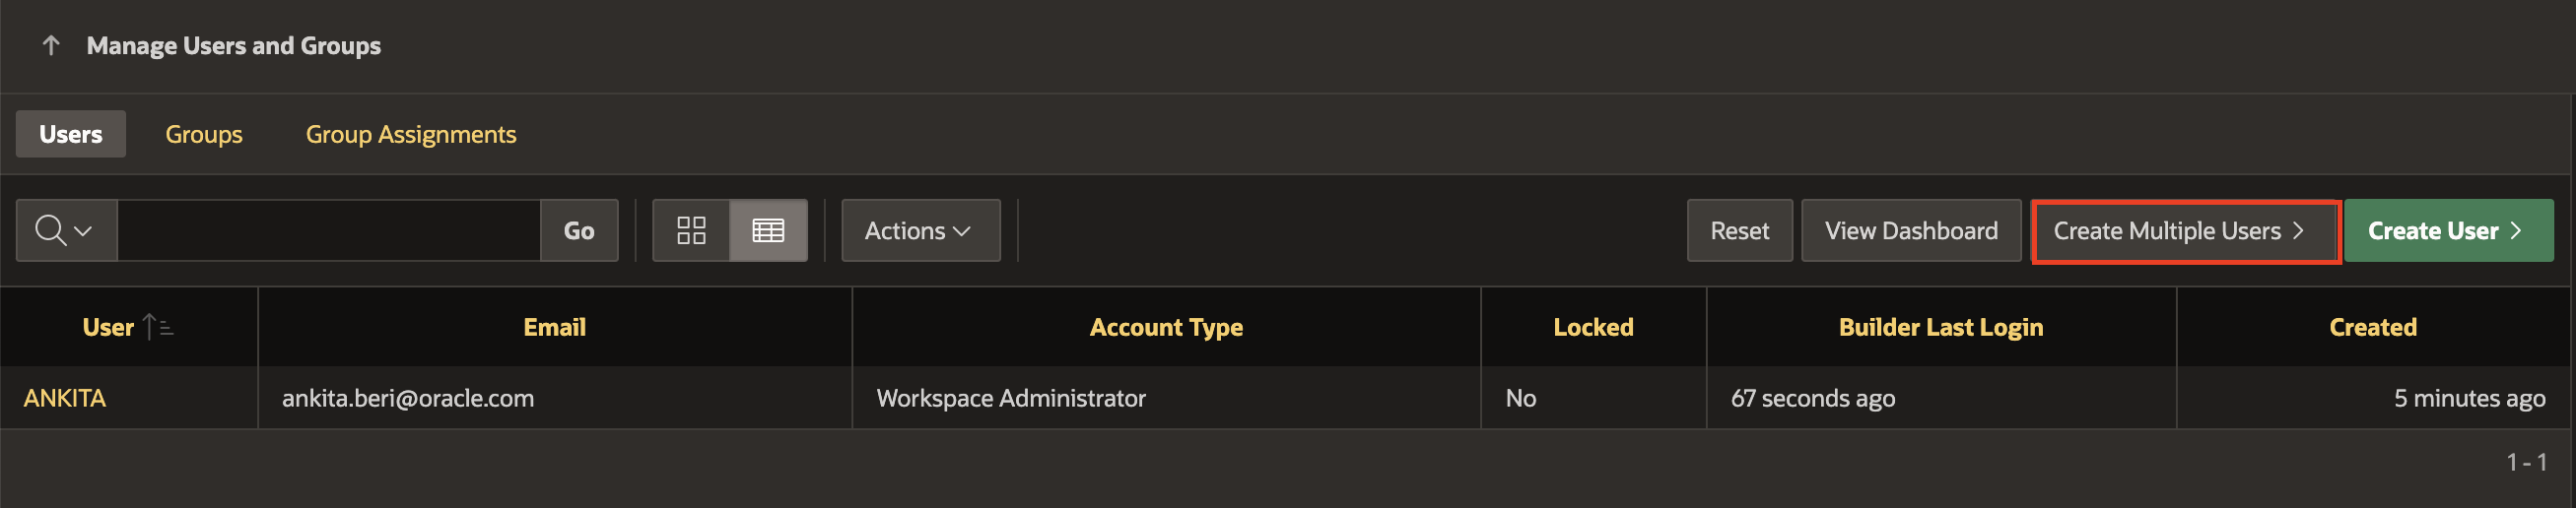 Manage Users and Groups
Users Groups Group Assignments
Go Actions Reset View Dashboard Create Multiple Users Create User
User Email Account Type Locked Builder Last Login Created
ANKITA ankita.beri@oracle.com Workspace Administrator No 67 seconds ago 5 minutes ago
1 - 1